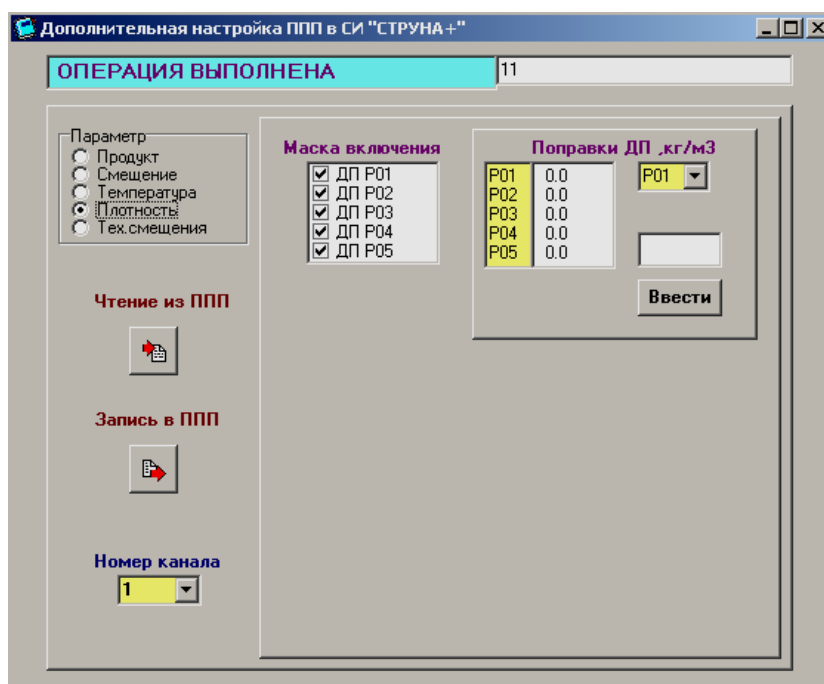 Дополнительная настройка ППП в СИ "СТРУНА+"
ОПЕРАЦИЯ ВЫПОЛНЕНА
11
Параметр
Продукт
Смещение
Температура
Плотность
Тех.смещения
Чтение из ППП
Запись в ППП
Номер канала
1
Маска включения
ДП P01
ДП P02
ДП P03
ДП P04
ДП P05
Поправки ДП ,кг/м3
P01 0.0
P02 0.0
P03 0.0
P04 0.0
P05 0.0
P01
Ввести